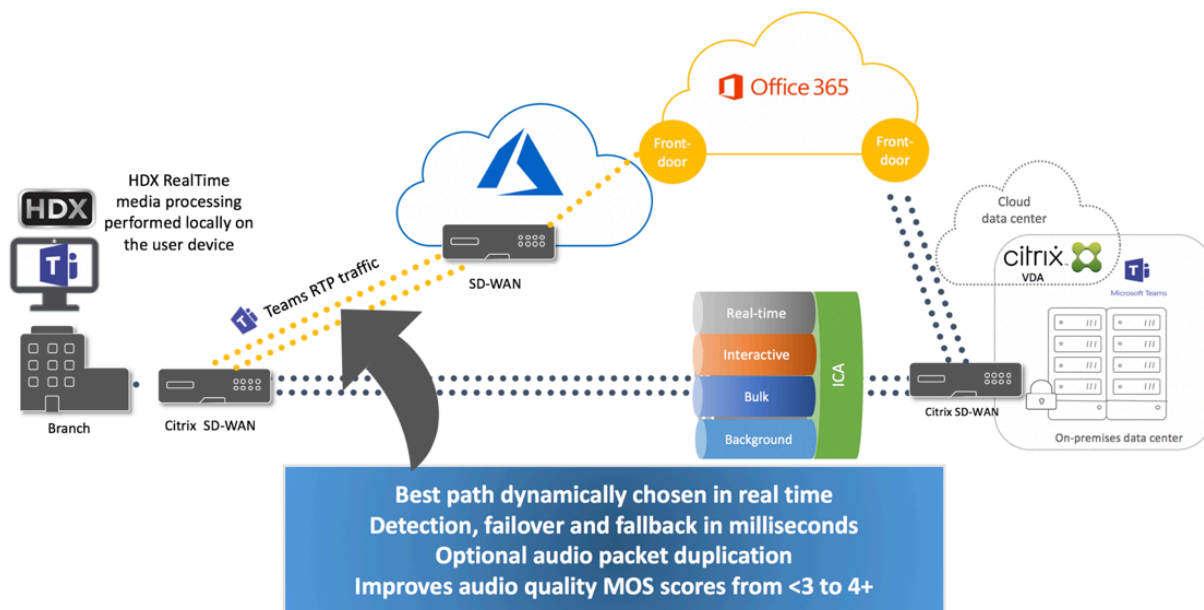 Office 365
Front-
door
Front-
door
HDX RealTime
media processing
performed locally on
the user device
HDX
T
Cloud
data center
citrix
VDA
T
Microsoft Teams
SD-WAN
T
Teams RTP traffic
Real-time
Interactive
Bulk
Background
ICA
Branch
Citrix SD-WAN
Citrix SD-WAN
On-premises data center
Best path dynamically chosen in real time
Detection, failover and fallback in milliseconds
Optional audio packet duplication
Improves audio quality MOS scores from <3 to 4+